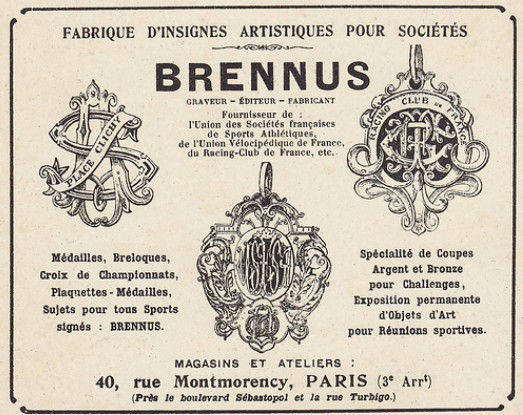 FABRIQUE D'INSIGNES ARTISTIQUES POUR SOCIÉTÉS
BRENNUS
GRAVEUR – ÉDITEUR – FABRICANT
Fournisseur de :
l'Union des Sociétés françaises
de Sports Athlétiques,
de l'Union Vélocipédique de France,
du Racing-Club de France, etc.
PLACE CLICHY
RACING CLUB DE FRANCE
Médailles, Breloques,
Croix de Championnats,
Plaquettes - Médailles,
Sujets pour tous Sports
signés : BRENNUS.
Spécialité de Coupes
Argent et Bronze
pour Challenges,
Exposition permanente
d'Objets d'Art
pour Réunions sportives.
MAGASINS ET ATELIERS :
40, rue Montmorency, PARIS (3e Arrt)
(Près le boulevard Sébastopol et la rue Turbigo.)